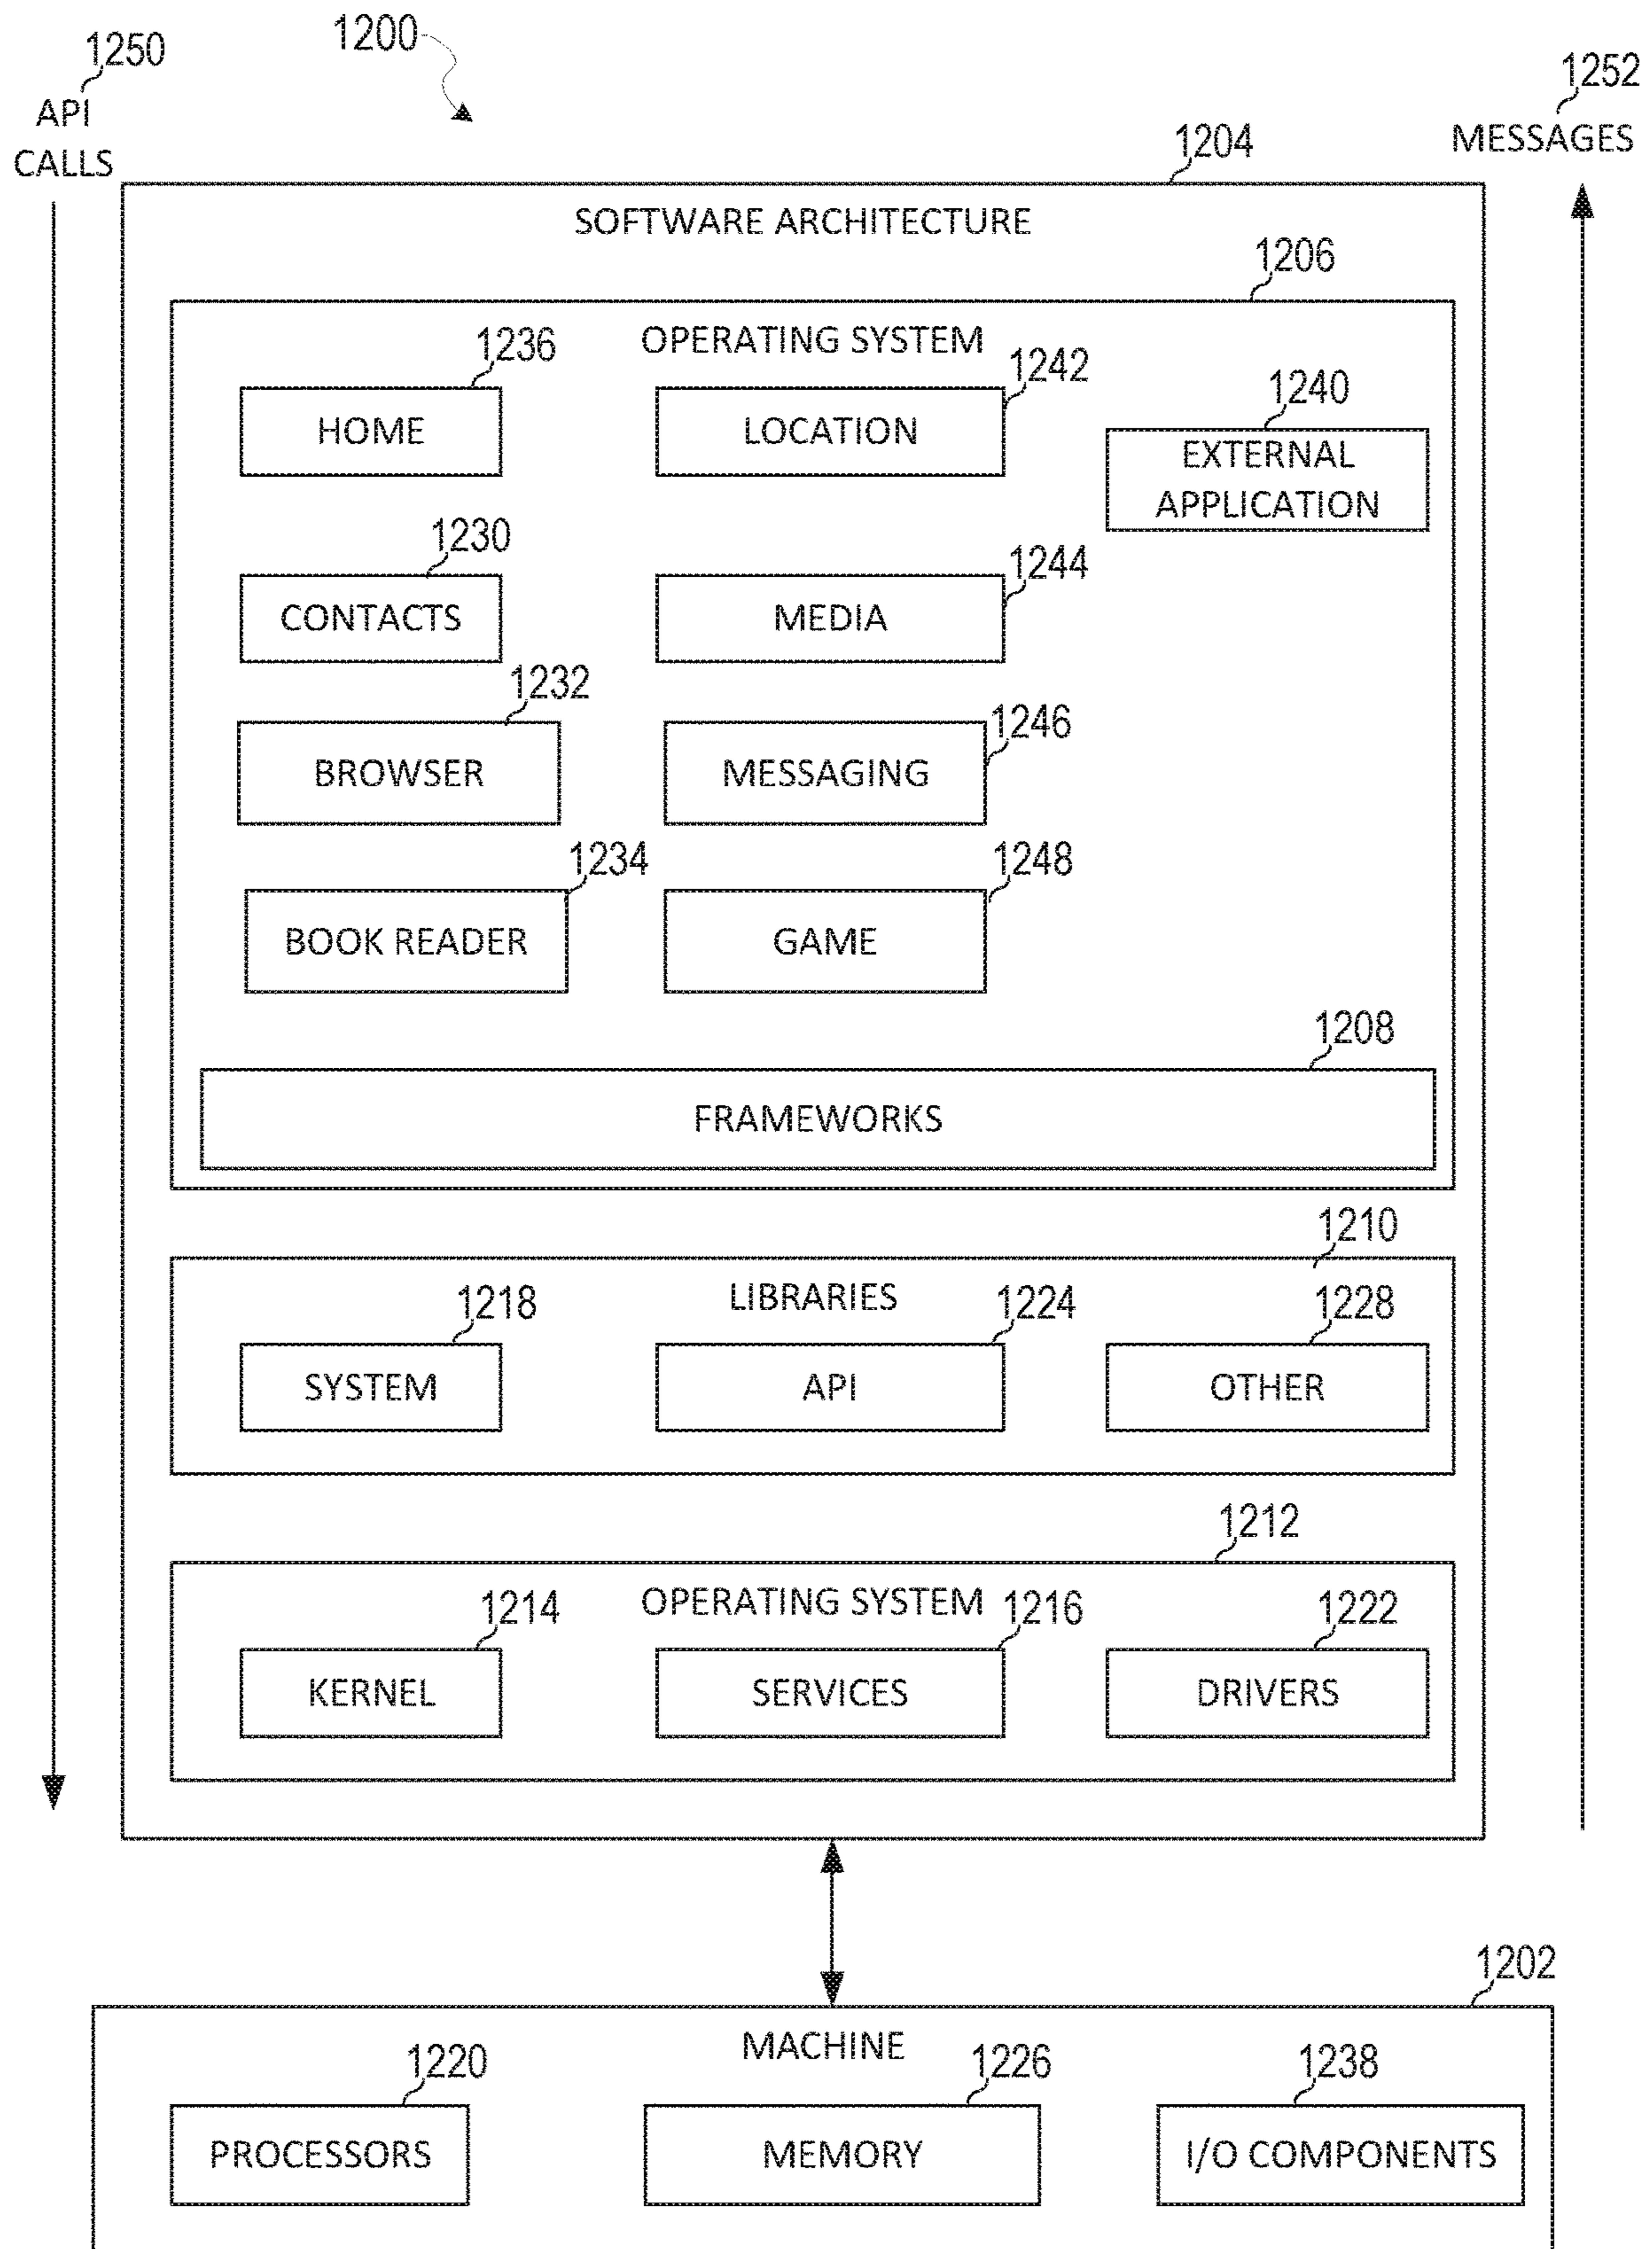 1250
API
CALLS
1200
1252
MESSAGES
1204
SOFTWARE ARCHITECTURE
1206
OPERATING SYSTEM
1236
HOME
1242
LOCATION
1240
EXTERNAL
APPLICATION
1230
CONTACTS
1244
MEDIA
1232
BROWSER
1246
MESSAGING
1234
BOOK READER
1248
GAME
1208
FRAMEWORKS
1210
LIBRARIES
1218
SYSTEM
1224
API
1228
OTHER
1212
OPERATING SYSTEM
1214
KERNEL
1216
SERVICES
1222
DRIVERS
1202
MACHINE
1220
PROCESSORS
1226
MEMORY
1238
I/O COMPONENTS